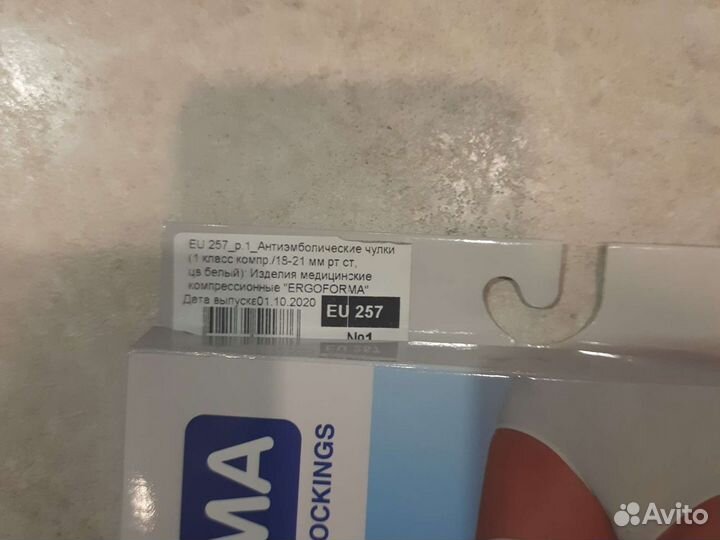 EU 257_р.1_Антиэмболические чулки
(1 класс компр./18-21 мм рт ст,
цв белый): Изделия медицинские
компрессионные "ERGOFORMA"
Дата выпуска01.10.2020
EU 257
№1
MA
OCKINGS
Avito